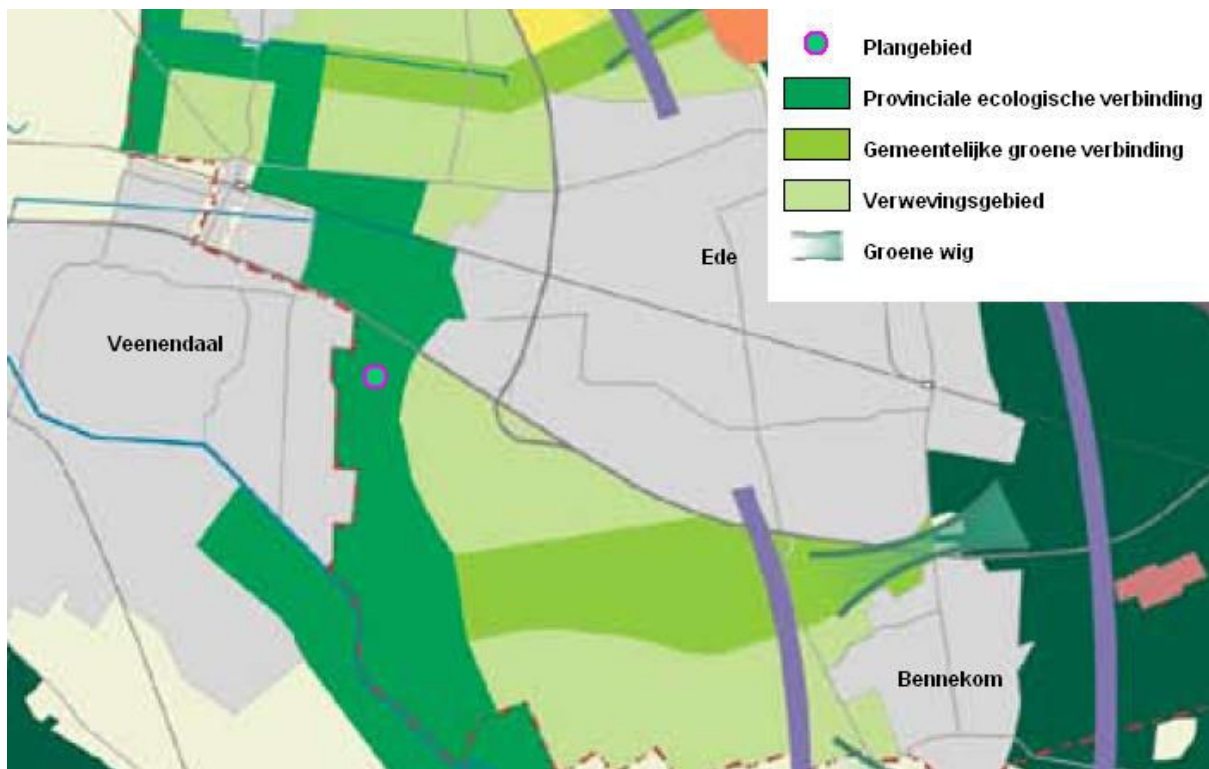 Plangebied
Provinciale ecologische verbinding
Gemeentelijke groene verbinding
Verwevingsgebied
Groene wig
Ede
Veenendaal
Bennekom